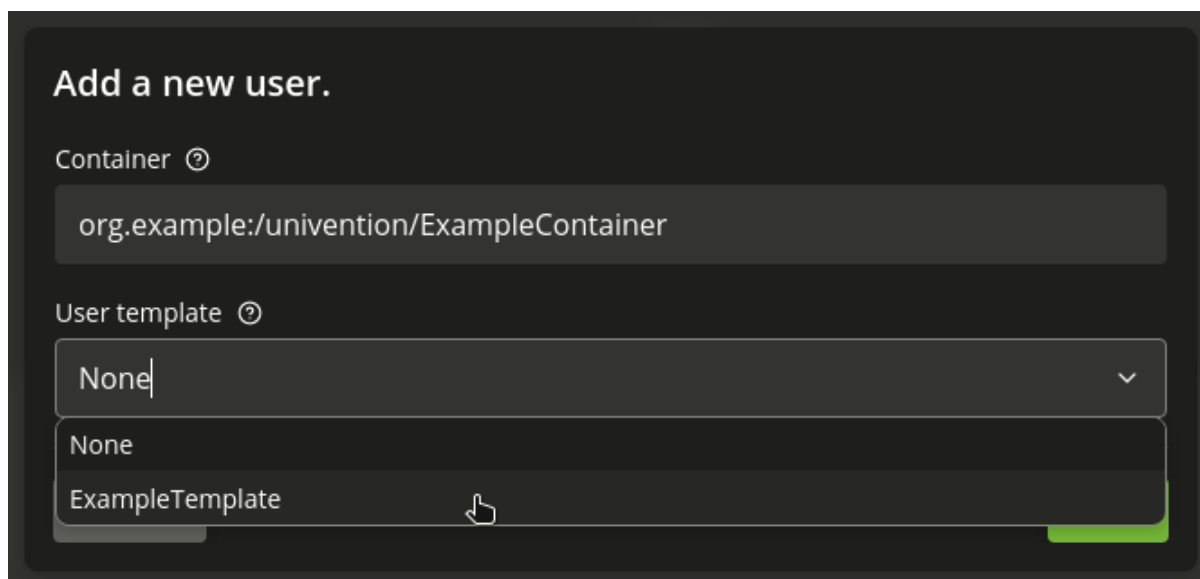 Add a new user.
Container ?
org.example:/univention/ExampleContainer
User template ?
None
None
ExampleTemplate